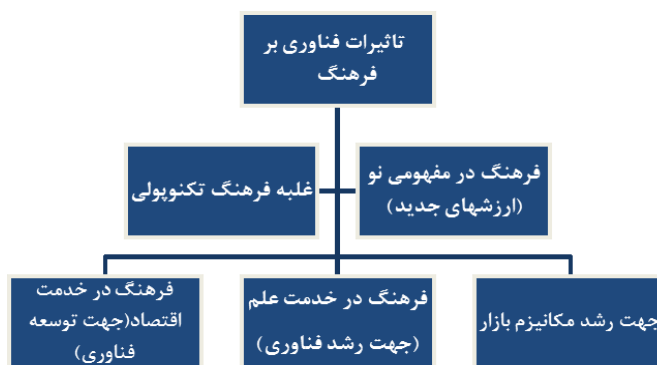 تاثیرات فناوری بر
فرهنگ
فرهنگ در مفهومی نو
(ارزشهای جدید)
غلبه فرهنگ تکنوپولی
جهت رشد مکانیزم بازار
فرهنگ در خدمت علم
(جهت رشد فناوری)
فرهنگ در خدمت
اقتصاد(جهت توسعه
فناوری)